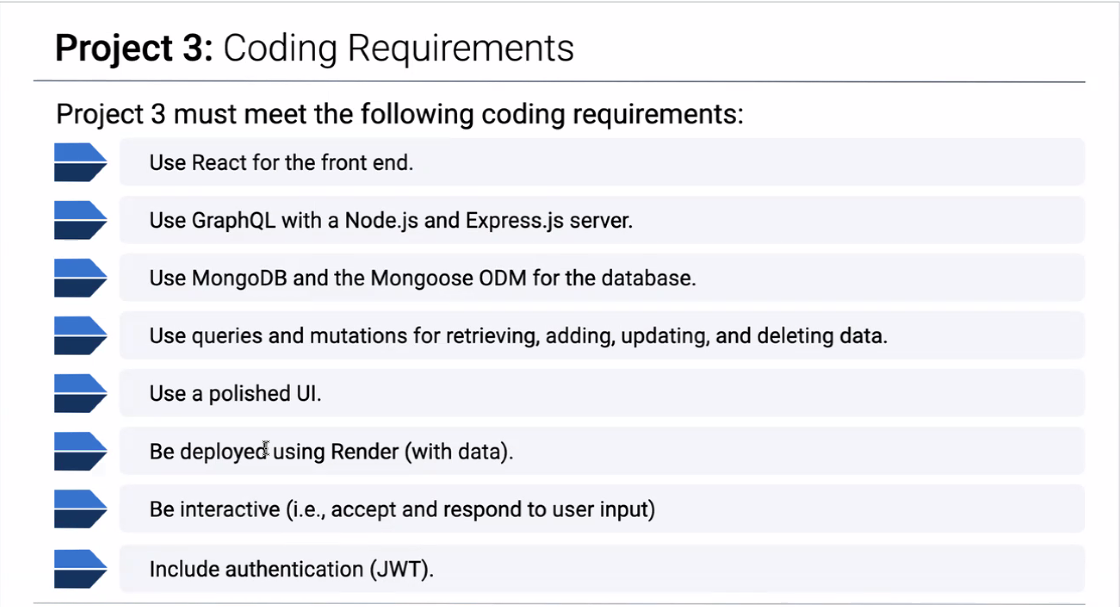 Project 3: Coding Requirements
Project 3 must meet the following coding requirements:
Use React for the front end.
Use GraphQL with a Node.js and Express.js server.
Use MongoDB and the Mongoose ODM for the database.
Use queries and mutations for retrieving, adding, updating, and deleting data.
Use a polished UI.
Be deployed using Render (with data).
Be interactive (i.e., accept and respond to user input)
Include authentication (JWT).